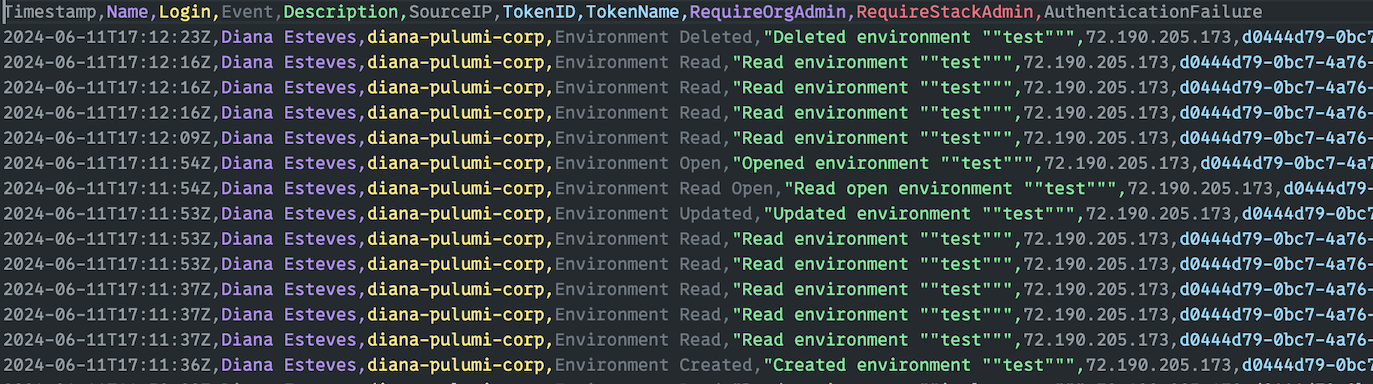 Timestamp,Name,Login,Event,Description,SourceIP,TokenID,TokenName,RequireOrgAdmin,RequireStackAdmin,AuthenticationFailure
2024-06-11T17:12:23Z,Diana Esteves,diana-pulumi-corp,Environment Deleted,"Deleted environment ""test""",72.190.205.173,d0444d79-0bc7
2024-06-11T17:12:16Z,Diana Esteves,diana-pulumi-corp,Environment Read,"Read environment ""test""",72.190.205.173,d0444d79-0bc7-4a76-
2024-06-11T17:12:16Z,Diana Esteves,diana-pulumi-corp,Environment Read,"Read environment ""test""",72.190.205.173,d0444d79-0bc7-4a76-
2024-06-11T17:12:16Z,Diana Esteves,diana-pulumi-corp,Environment Read,"Read environment ""test""",72.190.205.173,d0444d79-0bc7-4a76-
2024-06-11T17:12:09Z,Diana Esteves,diana-pulumi-corp,Environment Read,"Read environment ""test""",72.190.205.173,d0444d79-0bc7-4a76-
2024-06-11T17:11:54Z,Diana Esteves,diana-pulumi-corp,Environment Open,"Opened environment ""test""",72.190.205.173,d0444d79-0bc7-4a7
2024-06-11T17:11:54Z,Diana Esteves,diana-pulumi-corp,Environment Read Open,"Read open environment ""test""",72.190.205.173,d0444d79-
2024-06-11T17:11:53Z,Diana Esteves,diana-pulumi-corp,Environment Updated,"Updated environment ""test""",72.190.205.173,d0444d79-0bc7
2024-06-11T17:11:53Z,Diana Esteves,diana-pulumi-corp,Environment Read,"Read environment ""test""",72.190.205.173,d0444d79-0bc7-4a76-
2024-06-11T17:11:53Z,Diana Esteves,diana-pulumi-corp,Environment Read,"Read environment ""test""",72.190.205.173,d0444d79-0bc7-4a76-
2024-06-11T17:11:37Z,Diana Esteves,diana-pulumi-corp,Environment Read,"Read environment ""test""",72.190.205.173,d0444d79-0bc7-4a76-
2024-06-11T17:11:37Z,Diana Esteves,diana-pulumi-corp,Environment Read,"Read environment ""test""",72.190.205.173,d0444d79-0bc7-4a76-
2024-06-11T17:11:37Z,Diana Esteves,diana-pulumi-corp,Environment Read,"Read environment ""test""",72.190.205.173,d0444d79-0bc7-4a76-
2024-06-11T17:11:36Z,Diana Esteves,diana-pulumi-corp,Environment Created,"Created environment ""test""",72.190.205.173,d0444d79-0bc7